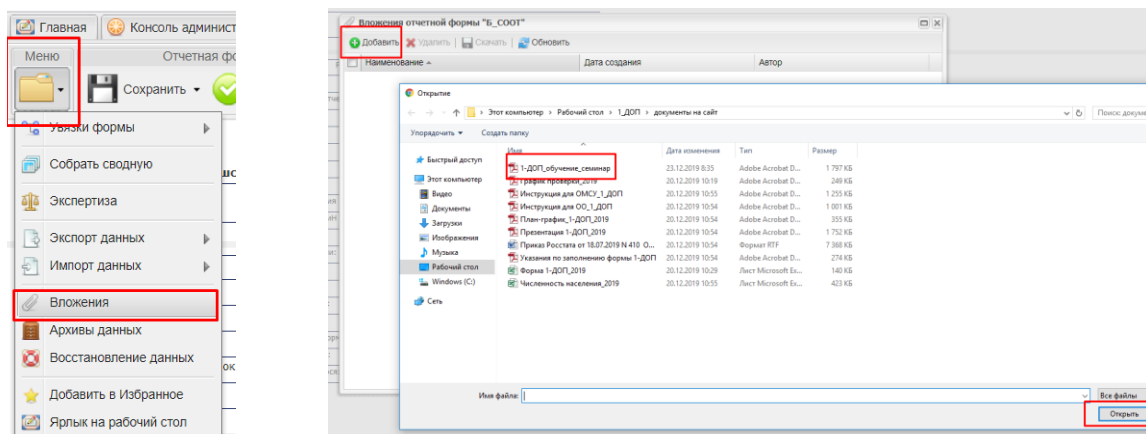 Главная
Консоль админист
Меню
Отчетная фо
Сохранить
Увязки формы
Собрать сводную
Экспертиза
Экспорт данных
Импорт данных
Вложения
Архивы данных
Восстановление данных
Добавить в Избранное
Ярлык на рабочий стол
Вложения отчетной формы "Б_СООТ"
Добавить Удалить Скачать Обновить
Наименование Дата создания Автор
Открытие
Этот компьютер › Рабочий стол › 1_ДОП › документы на сайт
Поиск: докуме
Упорядочить Создать папку
Имя Дата изменения Тип Размер
Быстрый доступ
Этот компьютер
Видео
Документы
Загрузки
Изображения
Музыка
Рабочий стол
Windows (C:)
Сеть
1-ДОП_обучение_семинар 23.12.2019 8:35 Adobe Acrobat D... 1 797 КБ
График проверки_2019 20.12.2019 10:19 Adobe Acrobat D... 249 КБ
Инструкция для ОМСУ_1_ДОП 20.12.2019 10:55 Adobe Acrobat D... 1 255 КБ
Инструкция для ОО_1_ДОП 20.12.2019 10:54 Adobe Acrobat D... 1 001 КБ
План-график_1-ДОП_2019 20.12.2019 10:54 Adobe Acrobat D... 355 КБ
Презентация 1-ДОП_2019 20.12.2019 10:54 Adobe Acrobat D... 1 752 КБ
Приказ Росстата от 18.07.2019 N 410 О... 20.12.2019 10:54 Формат RTF 7 368 КБ
Указания по заполнению формы 1-ДОП 20.12.2019 10:54 Adobe Acrobat D... 274 КБ
Форма 1-ДОП_2019 20.12.2019 10:29 Лист Microsoft Ex... 140 КБ
Численность населения_2019 20.12.2019 10:55 Лист Microsoft Ex... 423 КБ
Имя файла:
Все файлы
Открыть